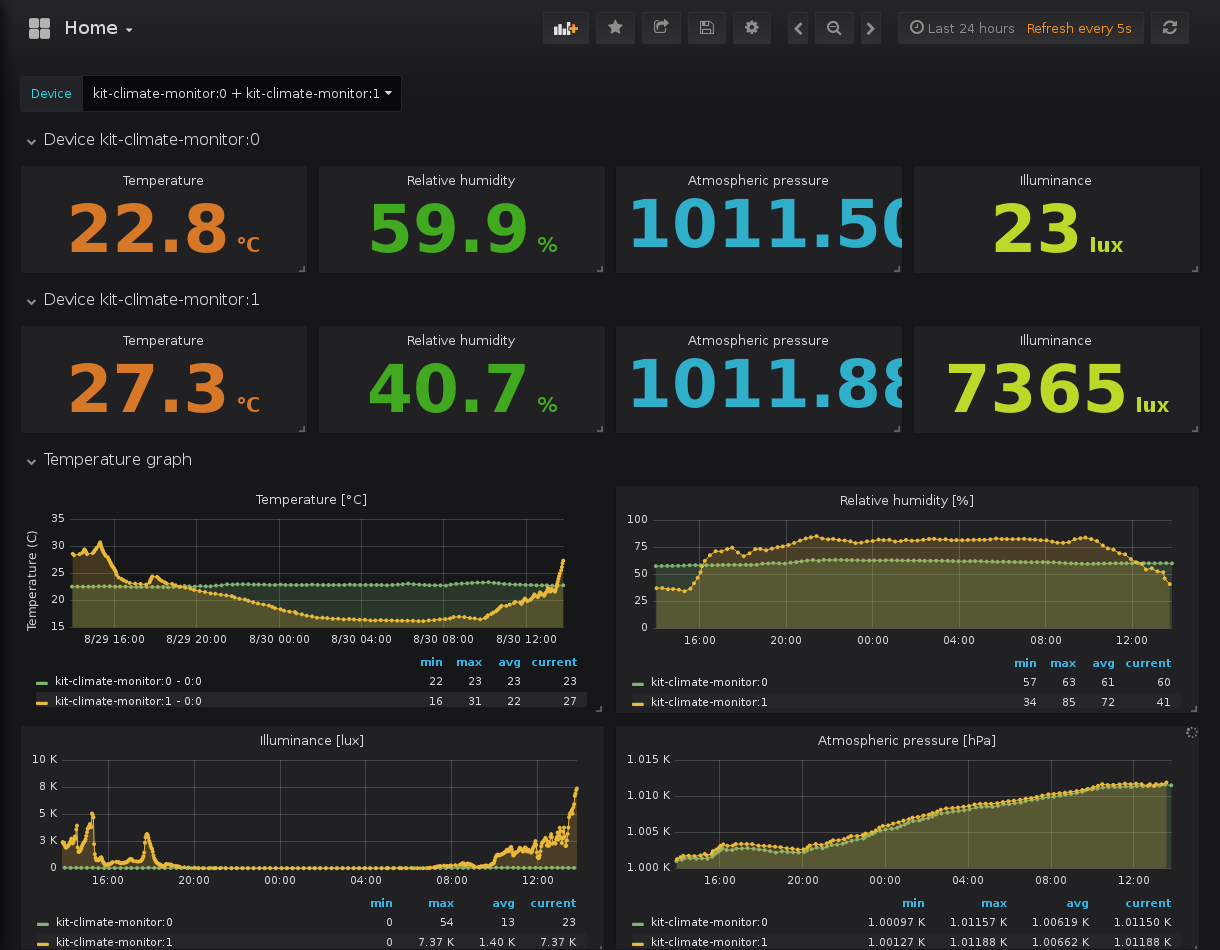 Home
Last 24 hours Refresh every 5s
Device kit-climate-monitor:0 + kit-climate-monitor:1
Device kit-climate-monitor:0
Temperature Relative humidity Atmospheric pressure Illuminance
22.8 °C 59.9 % 1011.50 23 lux
Device kit-climate-monitor:1
Temperature Relative humidity Atmospheric pressure Illuminance
27.3 °C 40.7 % 1011.88 7365 lux
Temperature graph
Temperature [°C]
Temperature (C)
35
30
25
20
15
8/29 16:00 8/29 20:00 8/30 00:00 8/30 04:00 8/30 08:00 8/30 12:00
min max avg current
kit-climate-monitor:0 - 0:0 22 23 23 23
kit-climate-monitor:1 - 0:0 16 31 22 27
Relative humidity [%]
100
75
50
25
0
16:00 20:00 00:00 04:00 08:00 12:00
min max avg current
kit-climate-monitor:0 57 63 61 60
kit-climate-monitor:1 34 85 72 41
Illuminance [lux]
10 K
8 K
5 K
3 K
0
16:00 20:00 00:00 04:00 08:00 12:00
min max avg current
kit-climate-monitor:0 0 54 13 23
kit-climate-monitor:1 0 7.37 K 1.40 K 7.37 K
Atmospheric pressure [hPa]
1.015 K
1.010 K
1.005 K
1.000 K
16:00 20:00 00:00 04:00 08:00 12:00
min max avg current
kit-climate-monitor:0 1.00097 K 1.01157 K 1.00619 K 1.01150 K
kit-climate-monitor:1 1.00127 K 1.01188 K 1.00662 K 1.01188 K